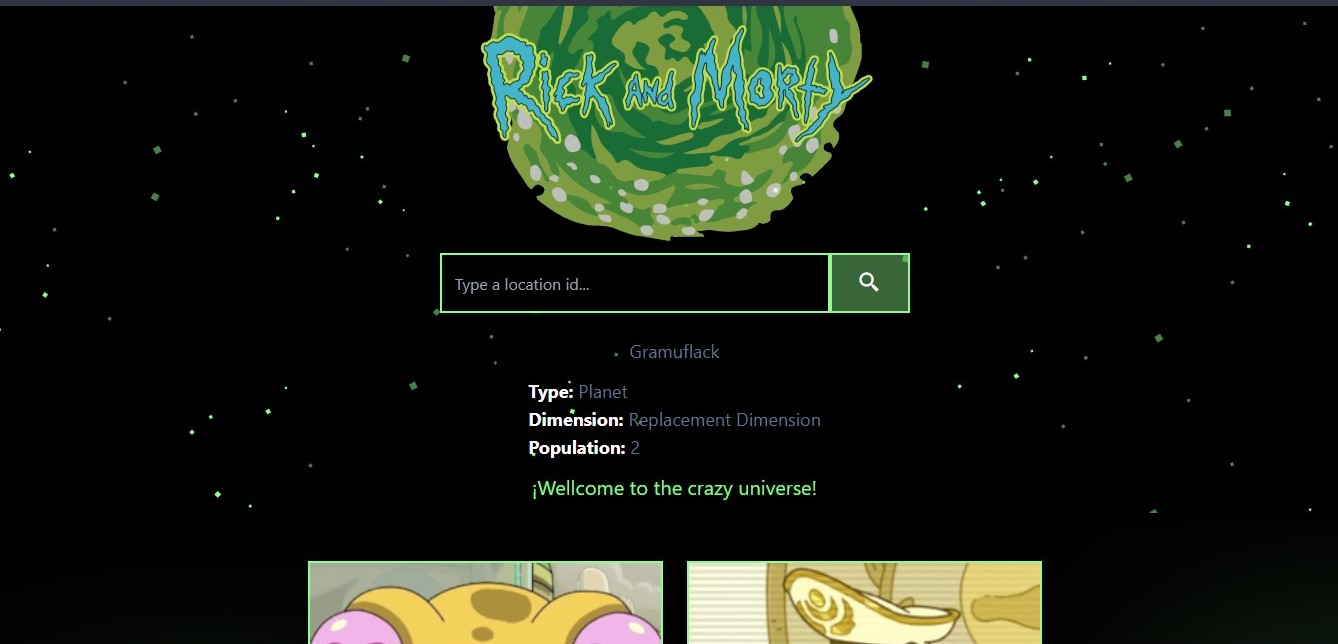 Rick and Morty
Type a location id...
Gramuflack
Type: Planet
Dimension: Replacement Dimension
Population: 2
¡Wellcome to the crazy universe!